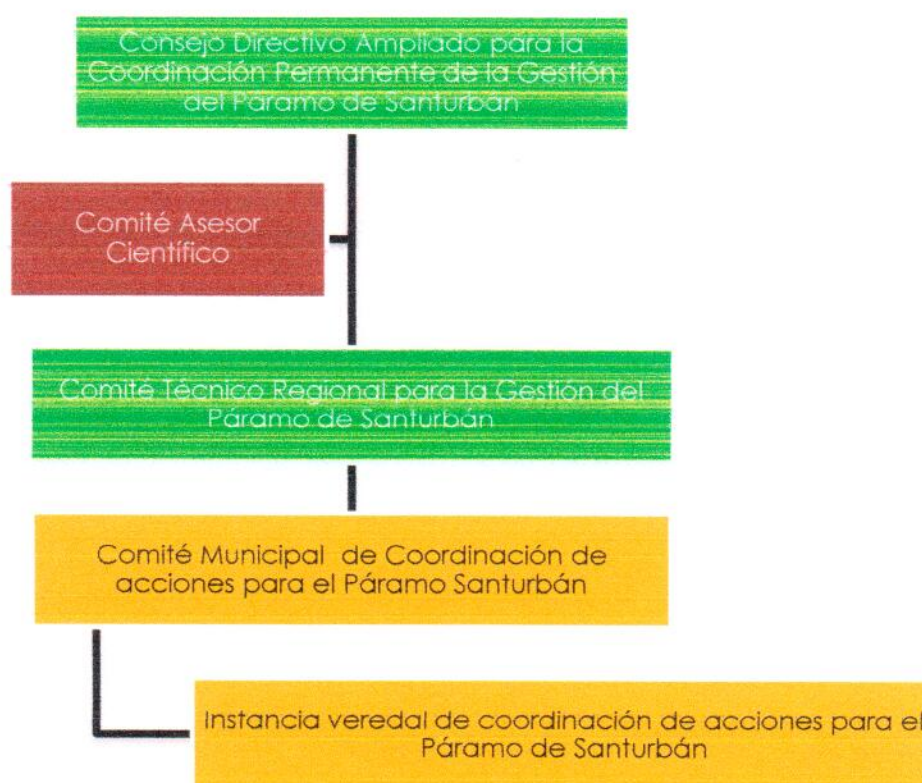 Consejo Directivo Ampliado para la
Coordinación Permanente de la Gestión
del Páramo de Santurbán
Comité Asesor
Científico
Comité Técnico Regional para la Gestión del
Páramo de Santurbán
Comité Municipal de Coordinación de
acciones para el Páramo Santurbán
Instancia veredal de coordinación de acciones para el
Páramo de Santurbán